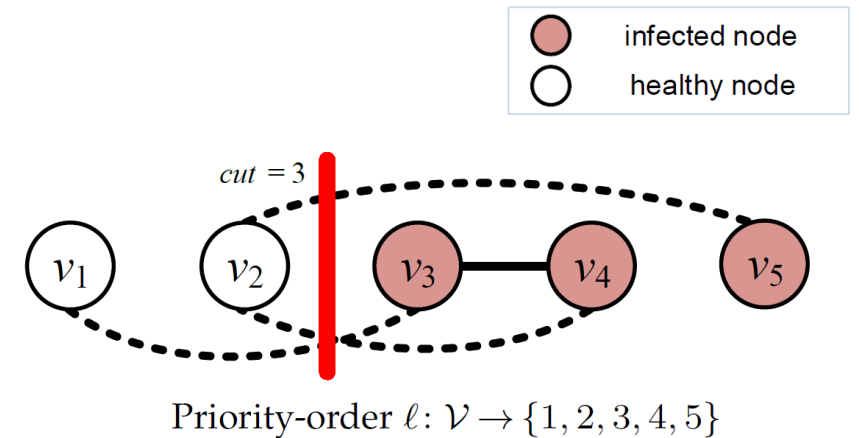 infected node
healthy node
cut = 3
v₁ v₂ v₃ v₄ v₅
Priority-order ℓ: 𝒱 → {1, 2, 3, 4, 5}